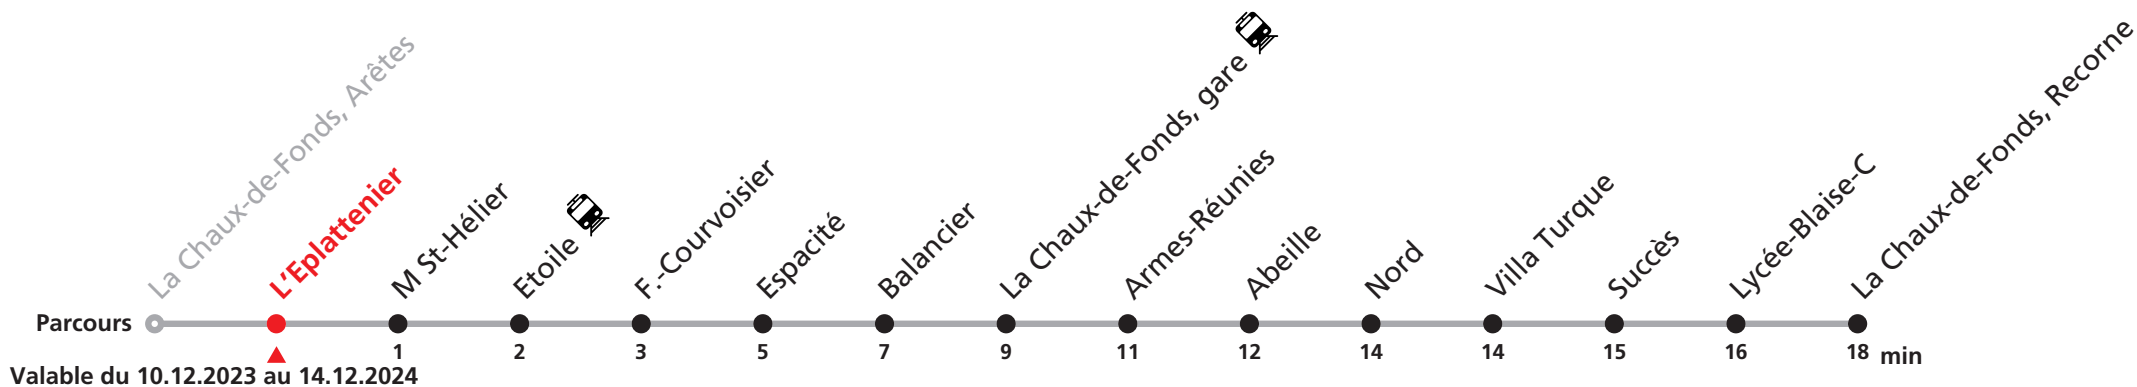 La Chaux-de-Fonds, Arêtes
L'Eplattenier
M St-Hélier
Etoile
F.-Courvoisier
Espacité
Balancier
La Chaux-de-Fonds, gare
Armes-Réunies
Abeille
Nord
Villa Turque
Succès
Lycée-Blaise-C
La Chaux-de-Fonds, Recorne
Parcours
1 2 3 5 7 9 11 12 14 14 15 16 18 min
Valable du 10.12.2023 au 14.12.2024